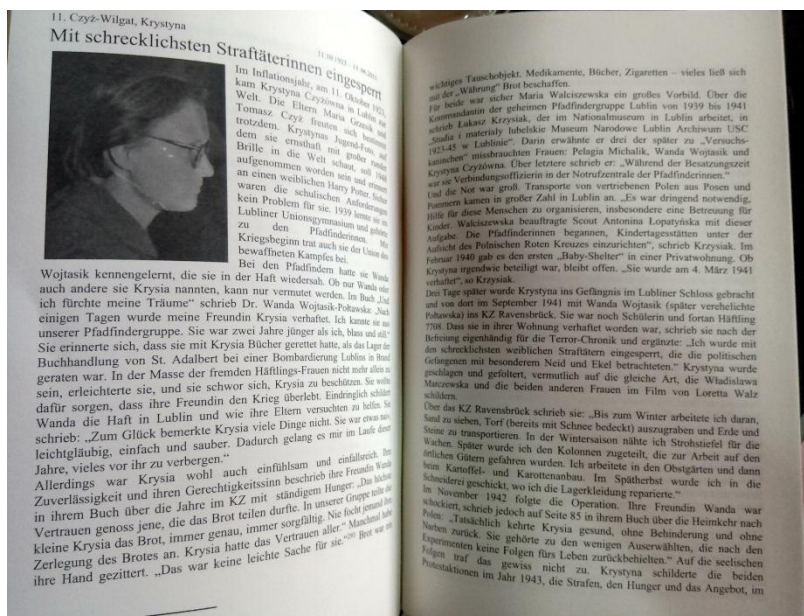 11. Czyż-Wilgat, Krystyna
Mit schrecklichsten Straftäterinnen eingesperrt
Im Inflationsjahr, am 11. Oktober 1923,
kam Krystyna Czyżówna in Lublin zur
Welt. Die Eltern Maria Grzesik und
Tomasz Czyż freuten sich
trotzdem. Krystynas Jugend-Foto, auf
dem sie ernsthaft mit großer runder
Brille in die Welt schaut, soll
aufgenommen worden sein und erinnert
an einen weiblichen Harry Potter. Sicher
waren die schulischen Anforderungen
kein Problem für sie. 1939 lernte sie im
Lubliner Unionsgymnasium und gehörte
zu den Pfadfinderinnen. Mit
Kriegsbeginn trat auch sie der Union des
bewaffneten Kampfes bei.
Bei den Pfadfindern hatte sie Wanda
Wojtasik kennengelernt, die sie in der Haft wiedersah. Ob nur Wanda oder
auch andere sie Krysia nannten, kann nur vermutet werden. Im Buch „Und
ich fürchte meine Träume“ schrieb Dr. Wanda Wojtasik-Połtawska: „Nach
einigen Tagen wurde meine Freundin Krysia verhaftet. Ich kannte sie aus
unserer Pfadfindergruppe. Sie war zwei Jahre jünger als ich, blass und still.“
Sie erinnerte sich, dass sie mit Krysia Bücher gerettet hatte, als das Lager der
Buchhandlung von St. Adalbert bei einer Bombardierung Lublins in Brand
geraten war. In der Masse der fremden Häftlings-Frauen nicht mehr allein zu
sein, erleichterte sie, und sie schwor sich, Krysia zu beschützen. Sie wollte
dafür sorgen, dass ihre Freundin den Krieg überlebt. Eindringlich schildert
Wanda die Haft in Lublin und wie ihre Eltern versuchten zu helfen. Sie
schrieb: „Zum Glück bemerkte Krysia viele Dinge nicht. Sie war etwas naiv,
leichtgläubig, einfach und sauber. Dadurch gelang es mir im Laufe dieser
Jahre, vieles vor ihr zu verbergen.“
Allerdings war Krysia wohl auch einfühlsam und einfallsreich. Ihre
Zuverlässigkeit und ihren Gerechtigkeitssinn beschrieb ihre Freundin Wanda
in ihrem Buch über die Jahre im KZ mit ständigem Hunger: „Das höchste
Vertrauen genoss jene, die das Brot teilen durfte. In unserer Gruppe teilte die
kleine Krysia das Brot, immer genau, immer sorgfältig. Nie focht jemand ihre
Zerlegung des Brotes an. Krysia hatte das Vertrauen aller.“ Manchmal habe
ihre Hand gezittert. „Das war keine leichte Sache für sie.“ Brot war ein
wichtiges Tauschobjekt. Medikamente, Bücher, Zigaretten – vieles ließ sich
mit der „Währung“ Brot beschaffen.
Für beide war sicher Maria Walciszewska ein großes Vorbild. Über die
Kommandantin der geheimen Pfadfindergruppe Lublin von 1939 bis 1941
schrieb Łukasz Krzysiak, der im Nationalmuseum in Lublin arbeitet, in
„Studia i materiały lubelskie Museum Narodowe Lublin Archiwum USC
1923-45 w Lublinie“. Darin erwähnte er drei der später zu „Versuchs-
kaninchen“ missbrauchten Frauen: Pelagia Michalik, Wanda Wojtasik und
Krystyna Czyżówna. Über letztere schrieb er: „Während der Besatzungszeit
war sie Verbindungsoffizierin in der Notrufzentrale der Pfadfinderinnen.“
Und die Not war groß. Transporte von vertriebenen Polen aus Posen und
Pommern kamen in großer Zahl in Lublin an. „Es war dringend notwendig,
Hilfe für diese Menschen zu organisieren, insbesondere eine Betreuung für
Kinder. Walciszewska beauftragte Scout Antonina Łopatyńska mit dieser
Aufgabe. Die Pfadfinderinnen begannen, Kindertagesstätten unter der
Aufsicht des Polnischen Roten Kreuzes einzurichten“, schrieb Krzysiak. Im
Februar 1940 gab es den ersten „Baby-Shelter“ in einer Privatwohnung. Ob
Krystyna irgendwie beteiligt war, bleibt offen. „Sie wurde am 4. März 1941
verhaftet“, so Krzysiak.
Drei Tage später wurde Krystyna ins Gefängnis im Lubliner Schloss gebracht
und von dort im September 1941 mit Wanda Wojtasik (später verehelichte
Połtawska) ins KZ Ravensbrück. Sie war noch Schülerin und fortan Häftling
7708. Dass sie in ihrer Wohnung verhaftet worden war, schrieb sie nach der
Befreiung eigenhändig für die Terror-Chronik und ergänzte: „Ich wurde mit
den schrecklichsten weiblichen Straftätern eingesperrt, die die politischen
Gefangenen mit besonderem Neid und Ekel betrachteten.“ Krystyna wurde
geschlagen und gefoltert, vermutlich auf die gleiche Art, die Władisława
Marczewska und die beiden anderen Frauen im Film von Loretta Walz
schildern.
Über das KZ Ravensbrück schrieb sie: „Bis zum Winter arbeitete ich daran,
Sand zu sieben, Torf (bereits mit Schnee bedeckt) auszugraben und Erde und
Steine zu transportieren. In der Wintersaison nähte ich Strohstiefel für die
Wachen. Später wurde ich den Kolonnen zugeteilt, die zur Arbeit auf den
örtlichen Gütern gefahren wurden. Ich arbeitete in den Obstgärten und dann
beim Kartoffel- und Karottenanbau. Im Spätherbst wurde ich in die
Schneiderei geschickt, wo ich die Lagerkleidung reparierte.“
Im November 1942 folgte die Operation. Ihre Freundin Wanda war
schockiert, schrieb jedoch auf Seite 85 in ihrem Buch über die Heimkehr nach
Polen: „Tatsächlich kehrte Krysia gesund, ohne Behinderung und ohne
Narben zurück. Sie gehörte zu den wenigen Auserwählten, die nach den
Experimenten keine Folgen fürs Leben zurückbehielten.“ Auf die seelischen
Folgen traf das gewiss nicht zu. Krystyna schilderte die beiden
Protestaktionen im Jahr 1943, die Strafen, den Hunger und das Angebot, im